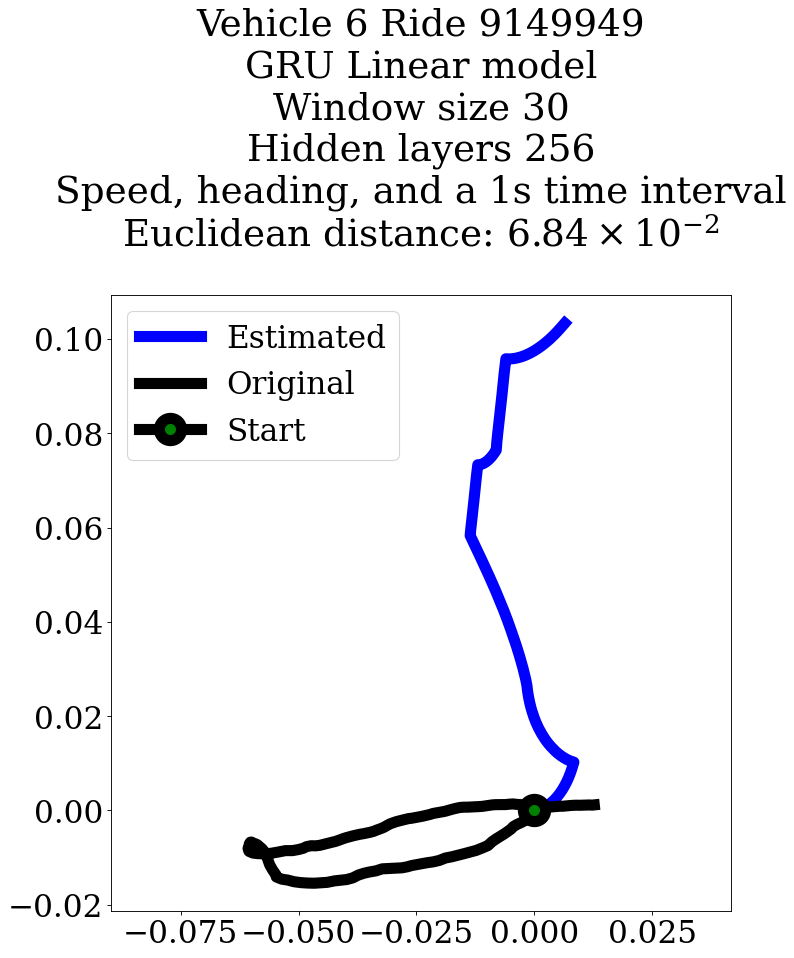 Vehicle 6 Ride 9149949
GRU Linear model
Window size 30
Hidden layers 256
Speed, heading, and a 1s time interval
Euclidean distance: 6.84 × 10⁻²
Estimated
Original
Start
0.10
0.08
0.06
0.04
0.02
0.00
−0.02
−0.075 −0.050 −0.025 0.000 0.025